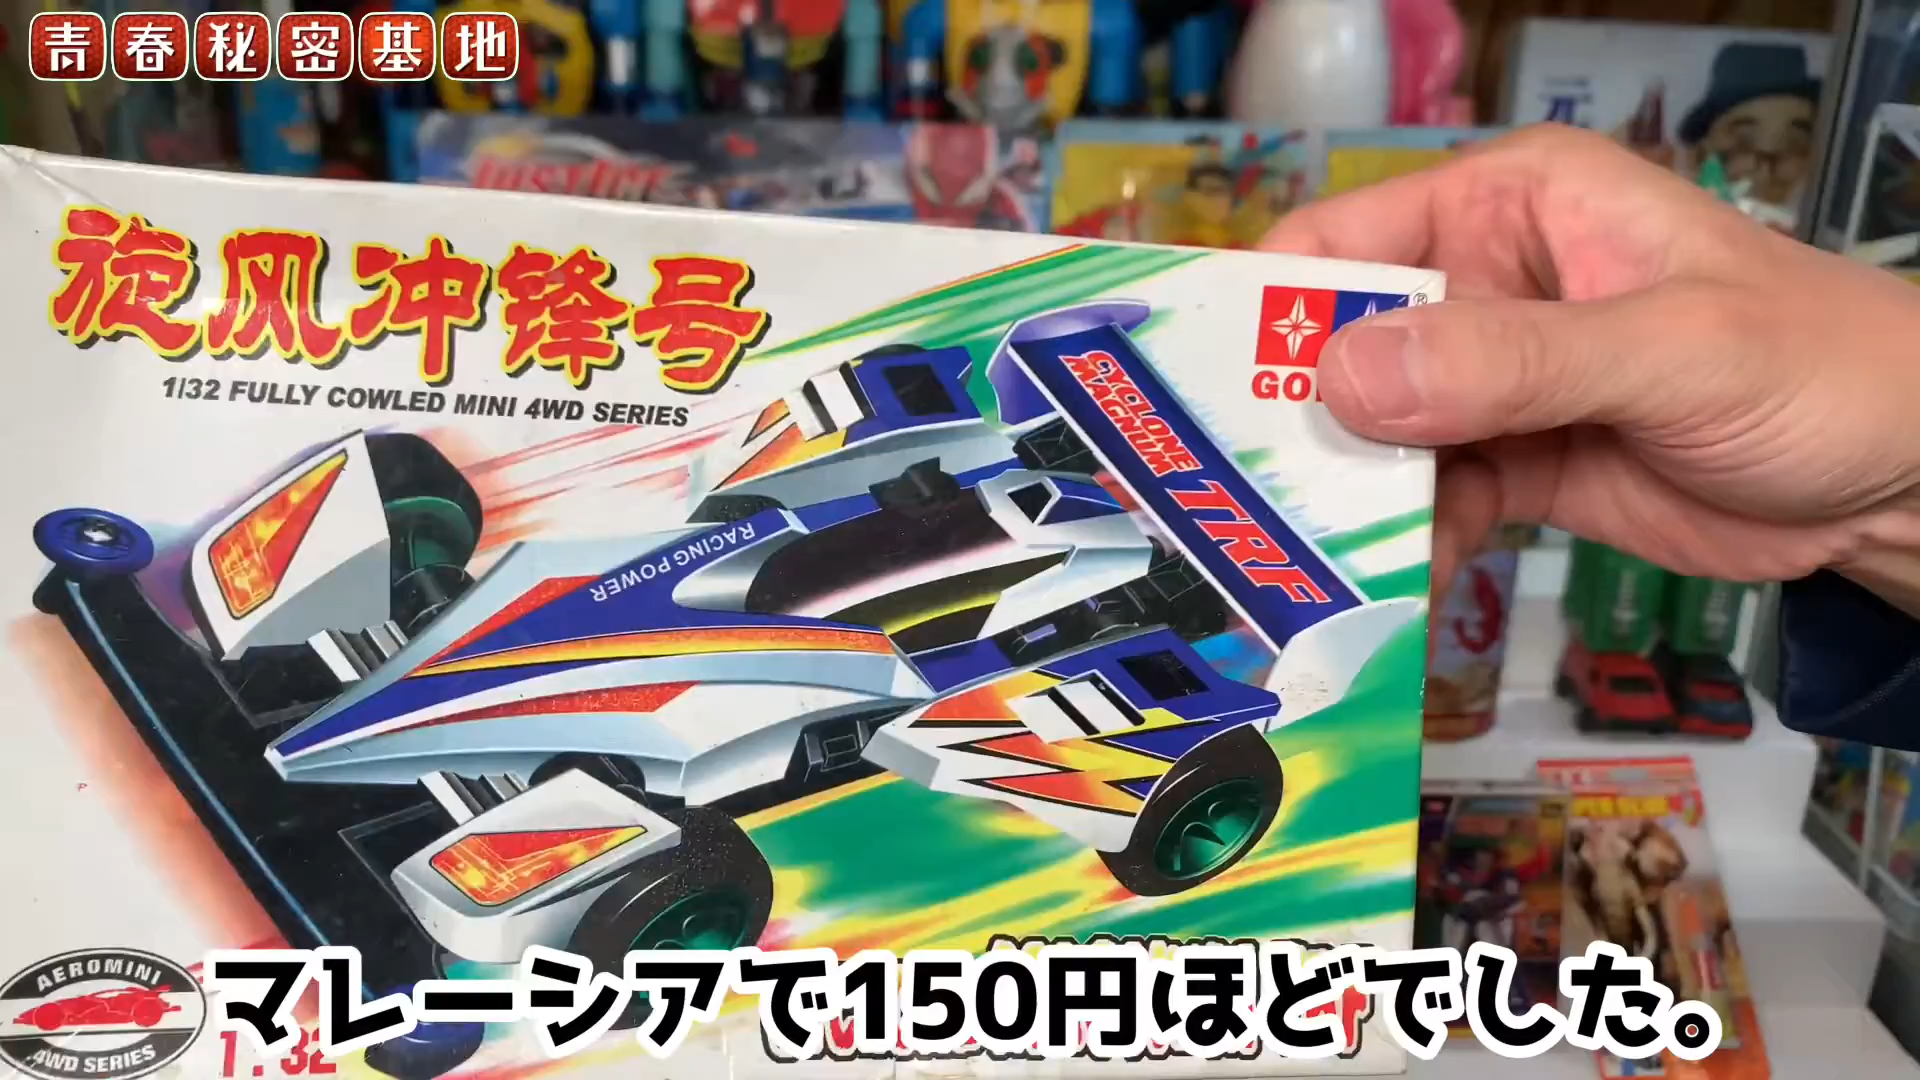 青春秘密基地
旋风冲锋号
1/32 FULLY COWLED MINI 4WD SERIES
CYCLONE
MAGNUM
TRF
RACING POWER
AEROMINI
4WD SERIES
1:32
マレーシアで150円ほどでした。